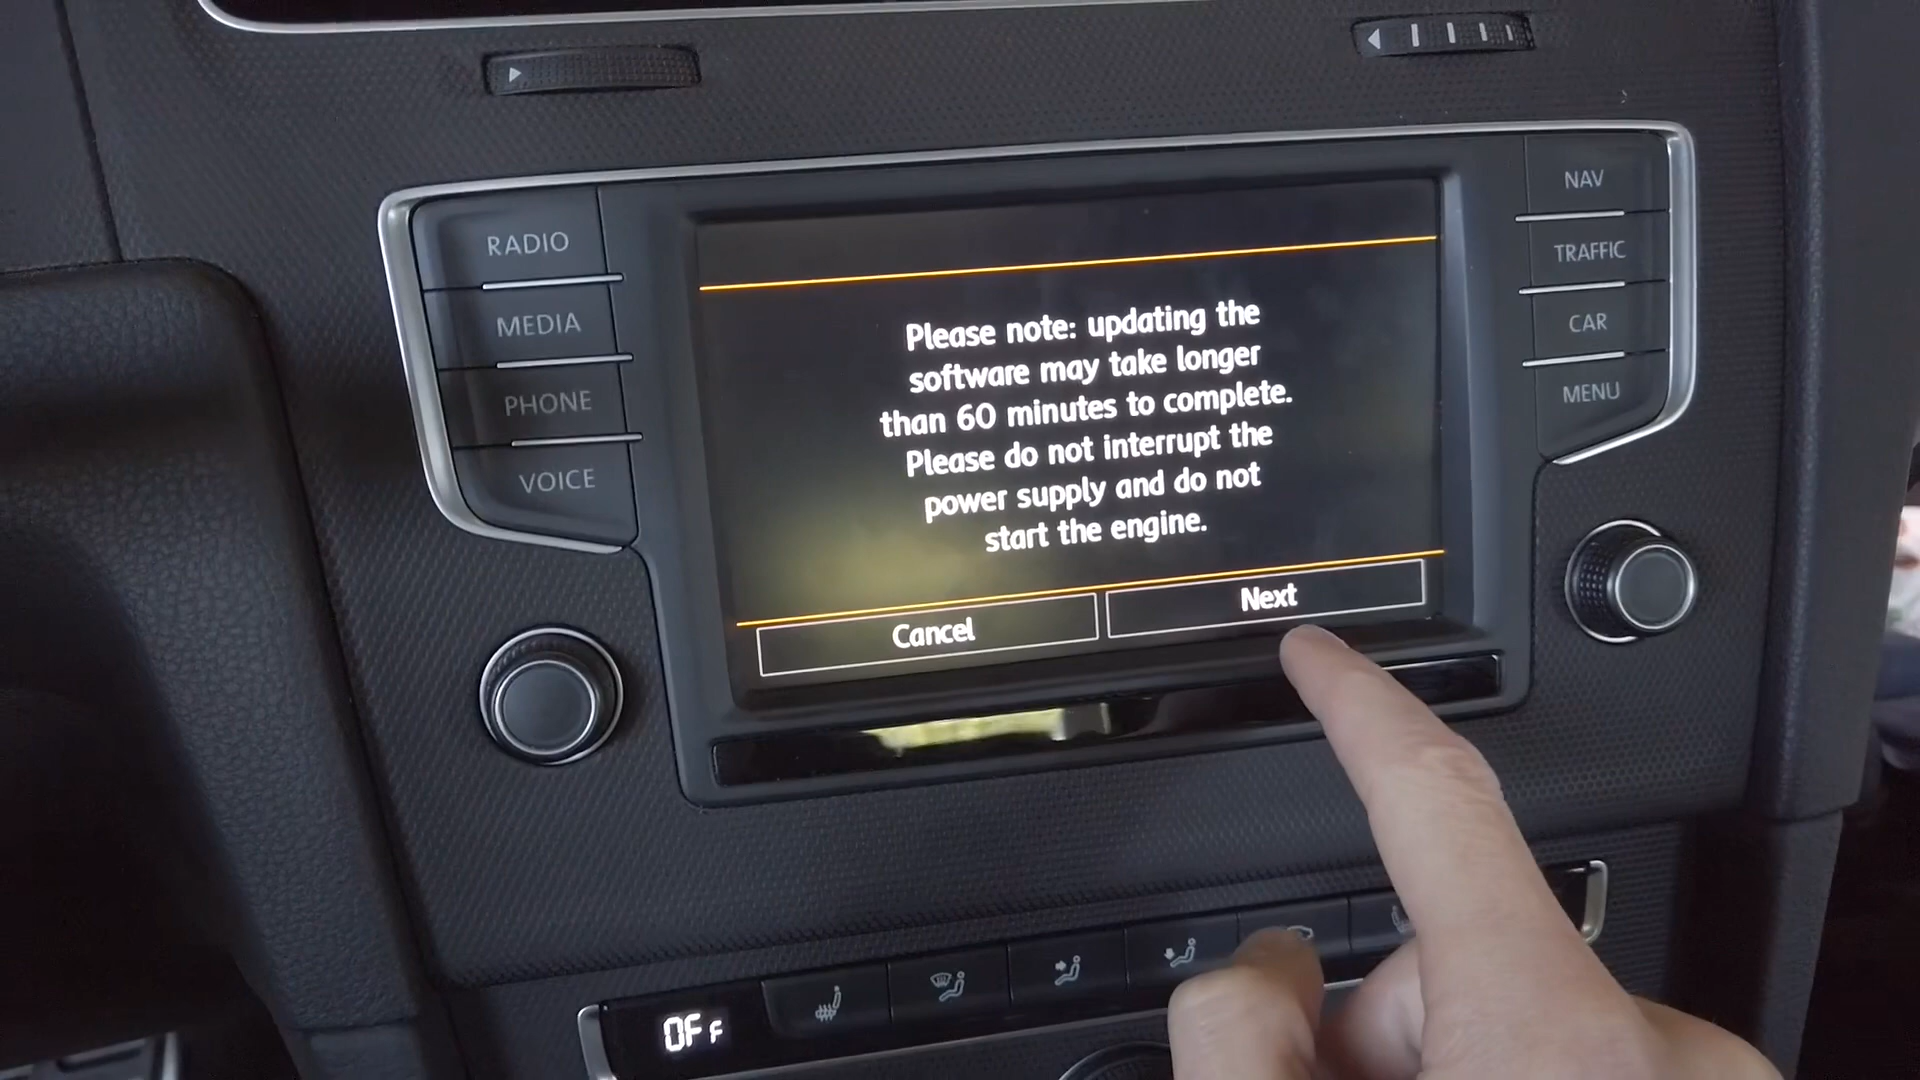 RADIO
MEDIA
PHONE
VOICE
Please note: updating the
software may take longer
than 60 minutes to complete.
Please do not interrupt the
power supply and do not
start the engine.
Cancel
Next
NAV
TRAFFIC
CAR
MENU
OFF